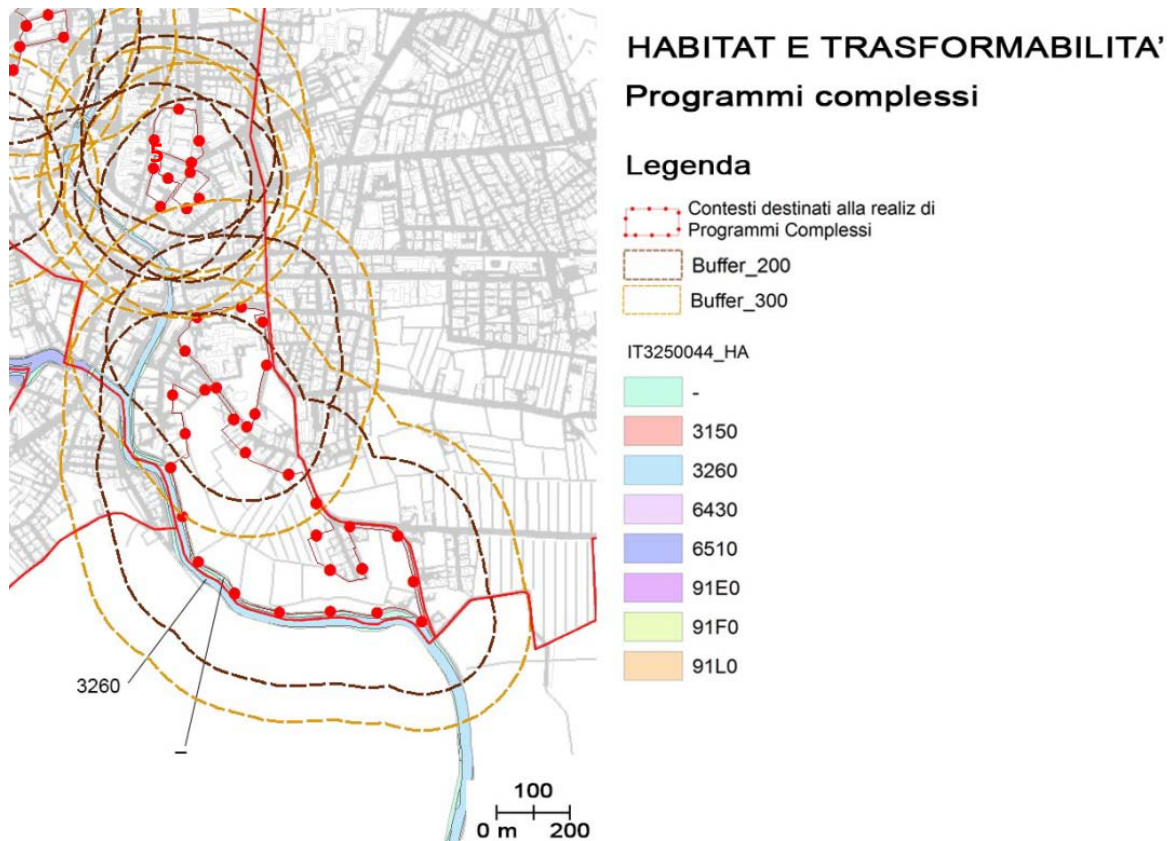 HABITAT E TRASFORMABILITA'
Programmi complessi
Legenda
Contesti destinati alla realiz di
Programmi Complessi
Buffer_200
Buffer_300
IT3250044_HA
-
3150
3260
6430
6510
91E0
91F0
91L0
5
3260
–
100
0 m 200